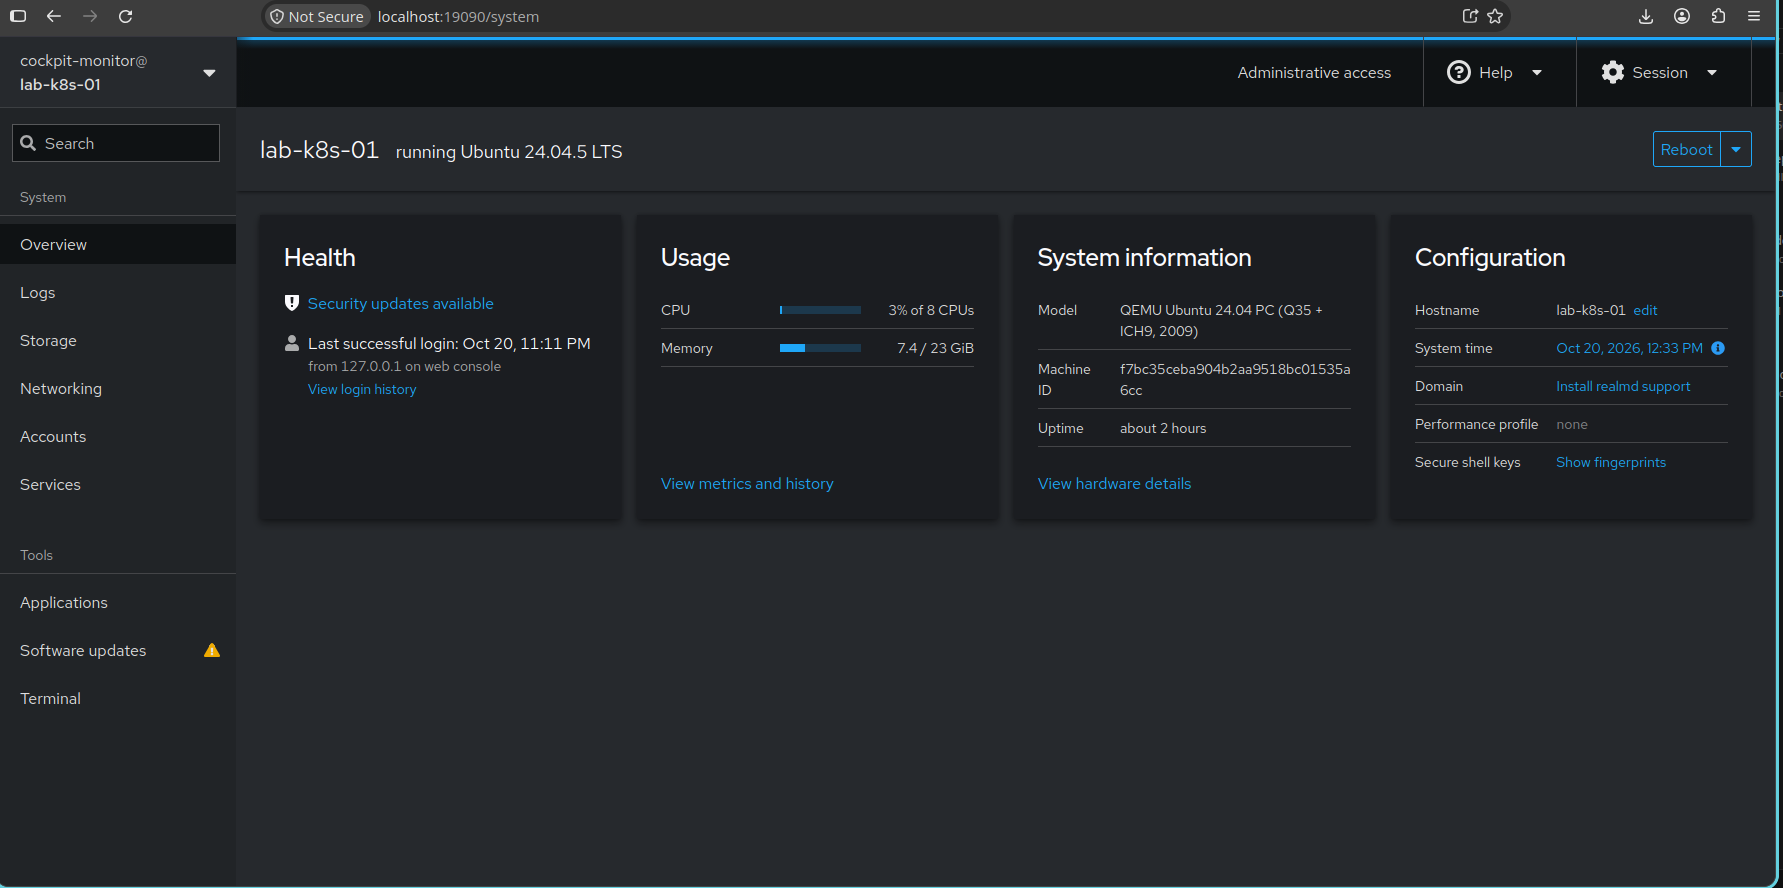 Not Secure localhost:19090/system
cockpit-monitor@
lab-k8s-01
Administrative access
Help
Session
Search
System
Overview
Logs
Storage
Networking
Accounts
Services
Tools
Applications
Software updates
Terminal
lab-k8s-01 running Ubuntu 24.04.5 LTS
Reboot
Health
Security updates available
Last successful login: Oct 20, 11:11 PM
from 127.0.0.1 on web console
View login history
Usage
CPU 3% of 8 CPUs
Memory 7.4 / 23 GiB
View metrics and history
System information
Model QEMU Ubuntu 24.04 PC (Q35 +
ICH9, 2009)
Machine f7bc35ceba904b2aa9518bc01535a
ID 6cc
Uptime about 2 hours
View hardware details
Configuration
Hostname lab-k8s-01 edit
System time Oct 20, 2026, 12:33 PM
Domain Install realmd support
Performance profile none
Secure shell keys Show fingerprints